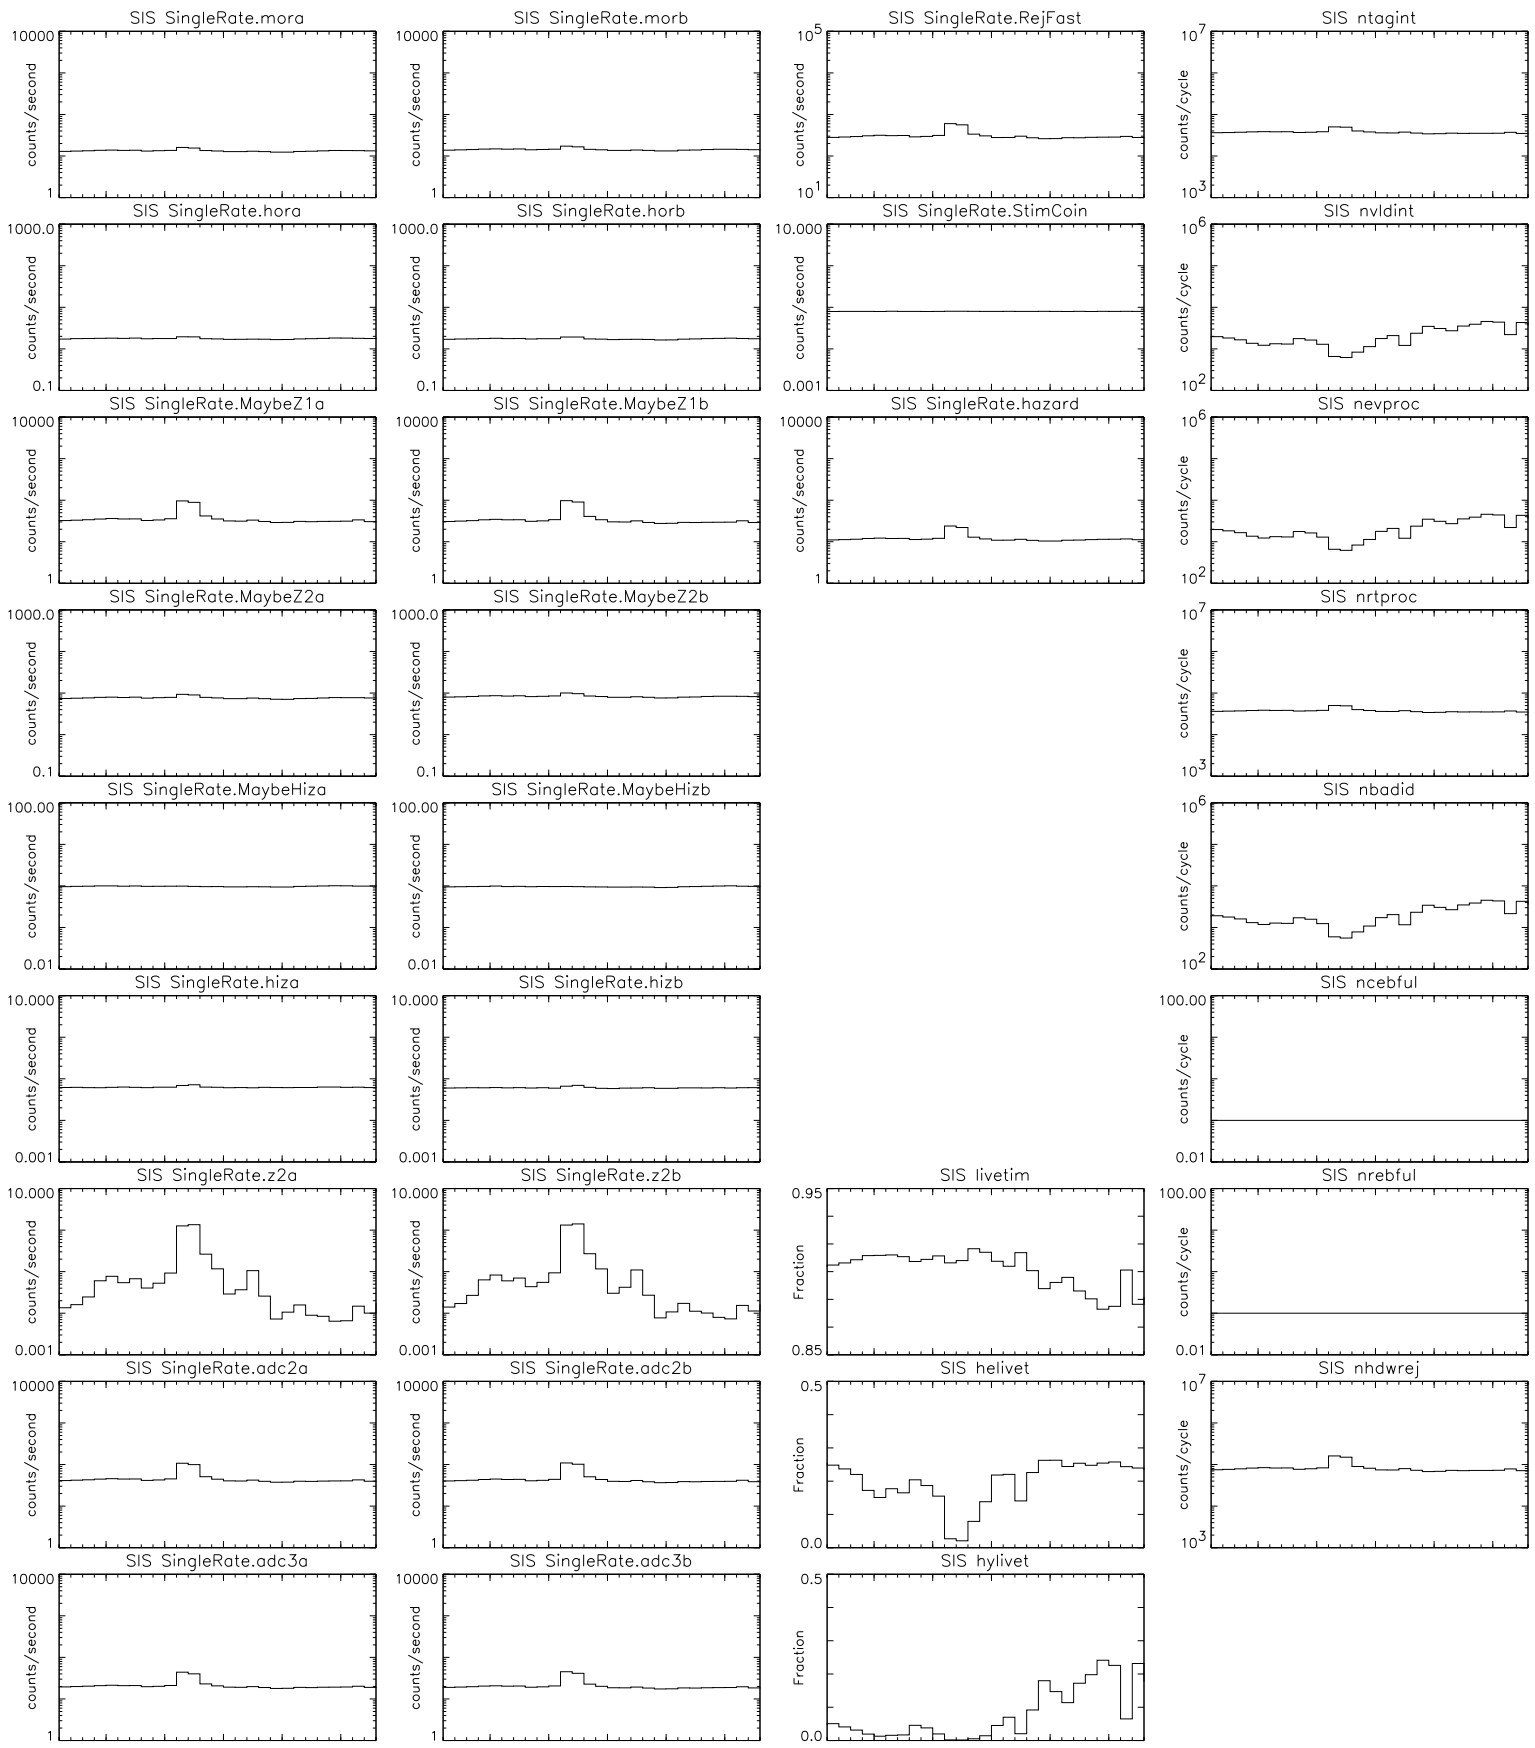 SIS SingleRate.mora
10000
counts/second
1
SIS SingleRate.morb
10000
counts/second
1
SIS SingleRate.RejFast
10^5
counts/second
10^1
SIS ntagint
10^7
counts/cycle
10^3
SIS SingleRate.hora
1000.0
counts/second
0.1
SIS SingleRate.horb
1000.0
counts/second
0.1
SIS SingleRate.StimCoin
10.000
counts/second
0.001
SIS nvldint
10^6
counts/cycle
10^2
SIS SingleRate.MaybeZ1a
10000
counts/second
1
SIS SingleRate.MaybeZ1b
10000
counts/second
1
SIS SingleRate.hazard
10000
counts/second
1
SIS nevproc
10^6
counts/cycle
10^2
SIS SingleRate.MaybeZ2a
1000.0
counts/second
0.1
SIS SingleRate.MaybeZ2b
1000.0
counts/second
0.1
SIS nrtproc
10^7
counts/cycle
10^3
SIS SingleRate.MaybeHiza
100.00
counts/second
0.01
SIS SingleRate.MaybeHizb
100.00
counts/second
0.01
SIS nbadid
10^6
counts/cycle
10^2
SIS SingleRate.hiza
10.000
counts/second
0.001
SIS SingleRate.hizb
10.000
counts/second
0.001
SIS ncebful
100.00
counts/cycle
0.01
SIS SingleRate.z2a
10.000
counts/second
0.001
SIS SingleRate.z2b
10.000
counts/second
0.001
SIS livetim
0.95
Fraction
0.85
SIS nrebful
100.00
counts/cycle
0.01
SIS SingleRate.adc2a
10000
counts/second
1
SIS SingleRate.adc2b
10000
counts/second
1
SIS helivet
0.5
Fraction
0.0
SIS nhdwrej
10^7
counts/cycle
10^3
SIS SingleRate.adc3a
10000
counts/second
1
SIS SingleRate.adc3b
10000
counts/second
1
SIS hylivet
0.5
Fraction
0.0